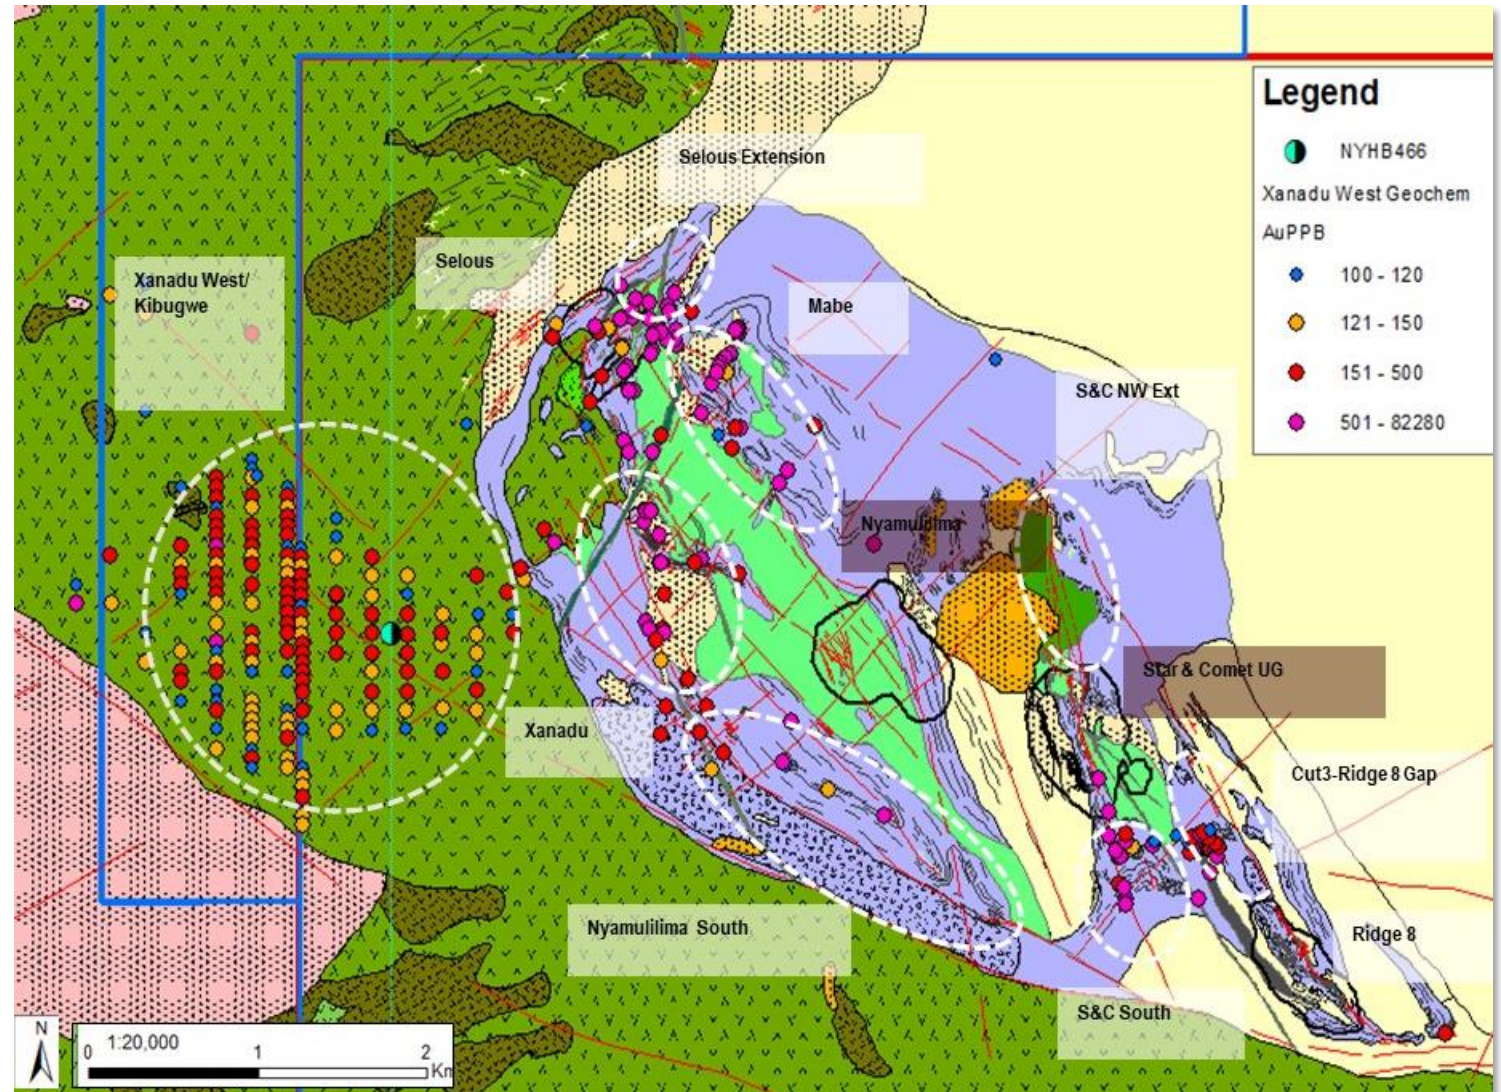 Legend
NYHB466
Xanadu West Geochem
AuPPB
100 - 120
121 - 150
151 - 500
501 - 82280
Selous Extension
Selous
Xanadu West/
Kibugwe
Mabe
S&C NW Ext
Nyamulilima
Star & Comet UG
Xanadu
Cut3-Ridge 8 Gap
Nyamulilima South
Ridge 8
S&C South
N
1:20,000
0 1 2
Km